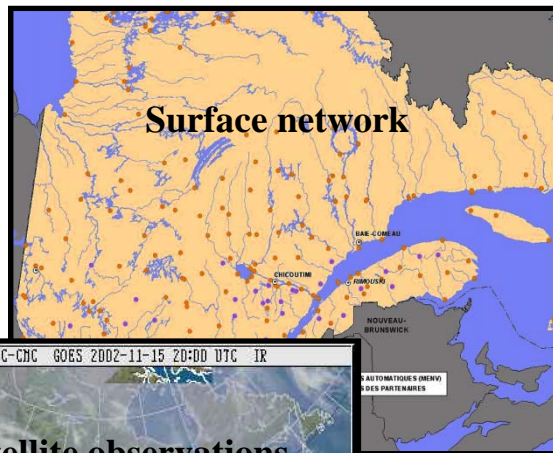 Surface network
BAIE-COMEAU
CHICOUTIMI
RIMOUSKI
NOUVEAU-
BRUNSWICK
S AUTOMATIQUES (MENV)
S DES PARTENAIRES
C-CMC GOES 2002-11-15 20:00 UTC IR
tellite observations